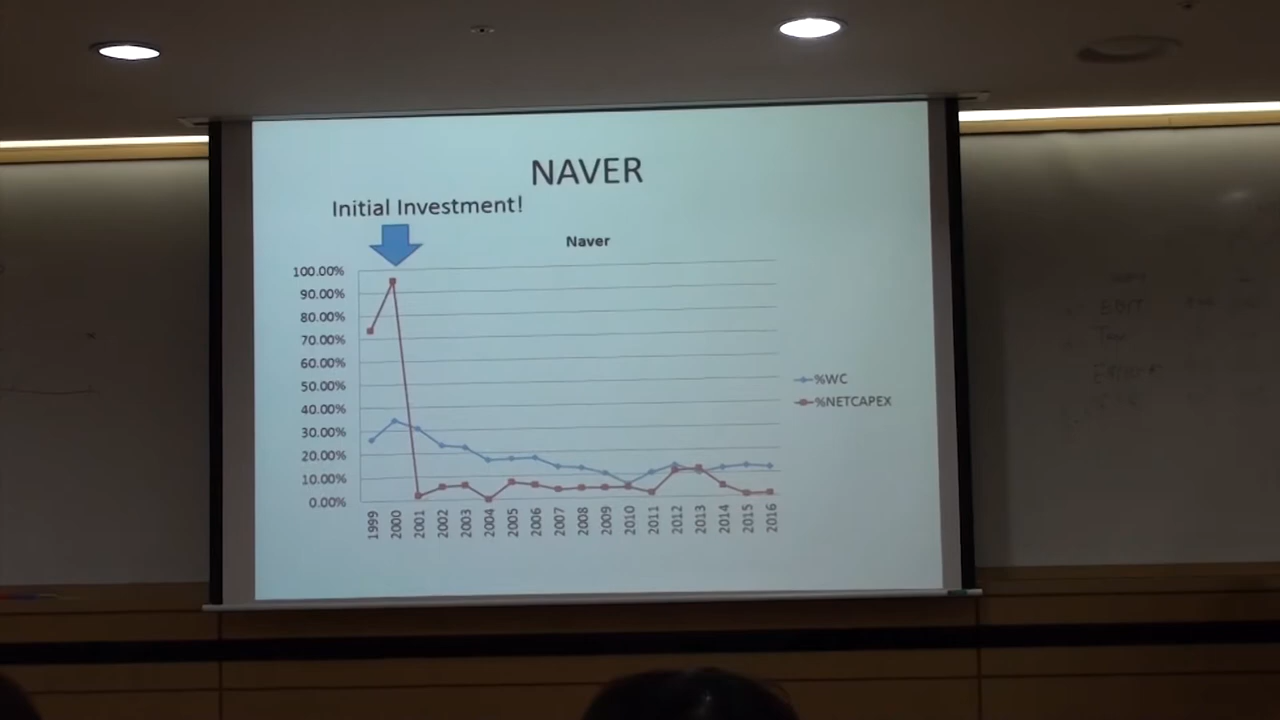 NAVER
Initial Investment!
Naver
100.00%
90.00%
80.00%
70.00%
60.00%
50.00%
40.00%
30.00%
20.00%
10.00%
0.00%
%WC
%NETCAPEX
1999 2000 2001 2002 2003 2004 2005 2006 2007 2008 2009 2010 2011 2012 2013 2014 2015 2016
EBIT
Tax